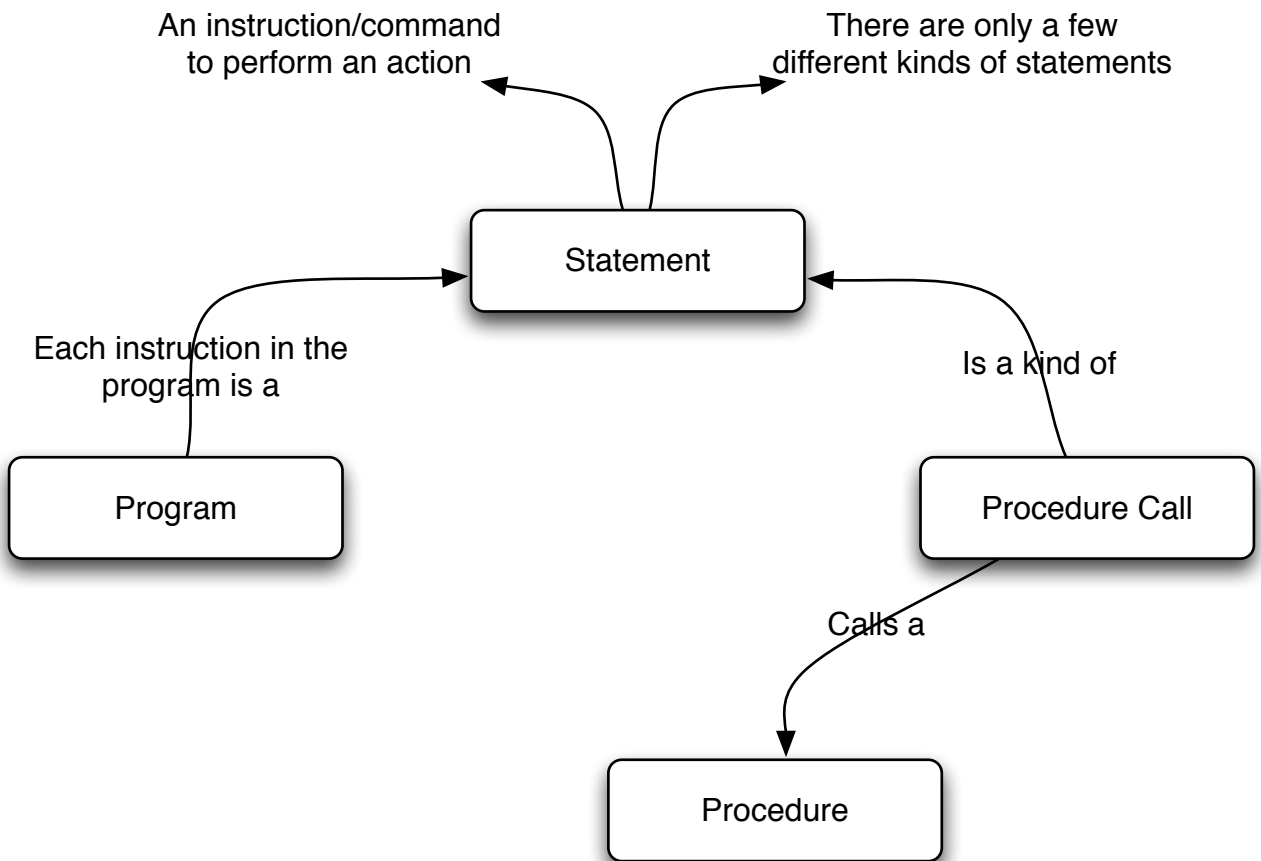 An instruction/command
to perform an action
There are only a few
different kinds of statements
Statement
Each instruction in the
program is a
Is a kind of
Program
Procedure Call
Calls a
Procedure